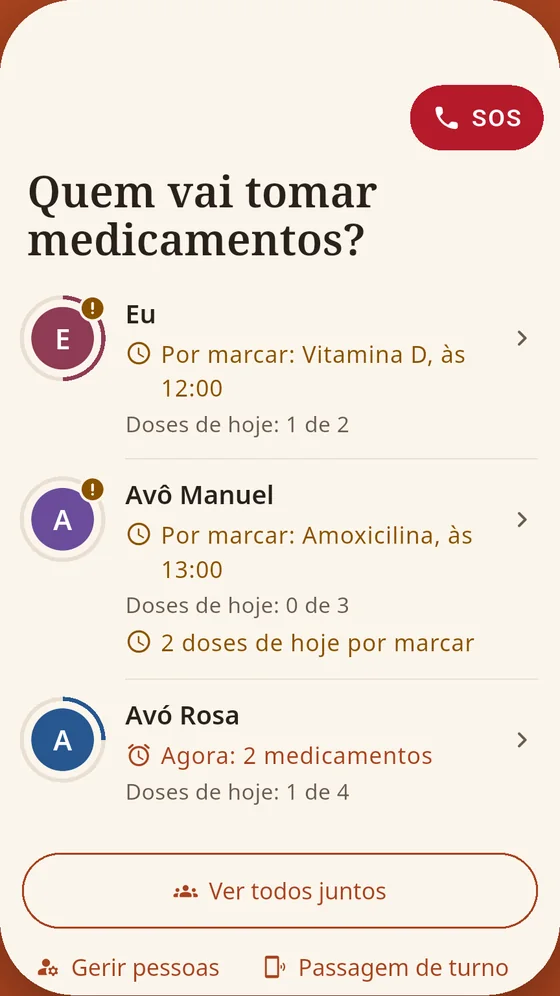 SOS
Quem vai tomar
medicamentos?
E
!
Eu
Por marcar: Vitamina D, às
12:00
Doses de hoje: 1 de 2
A
!
Avô Manuel
Por marcar: Amoxicilina, às
13:00
Doses de hoje: 0 de 3
2 doses de hoje por marcar
A
Avó Rosa
Agora: 2 medicamentos
Doses de hoje: 1 de 4
Ver todos juntos
Gerir pessoas
Passagem de turno